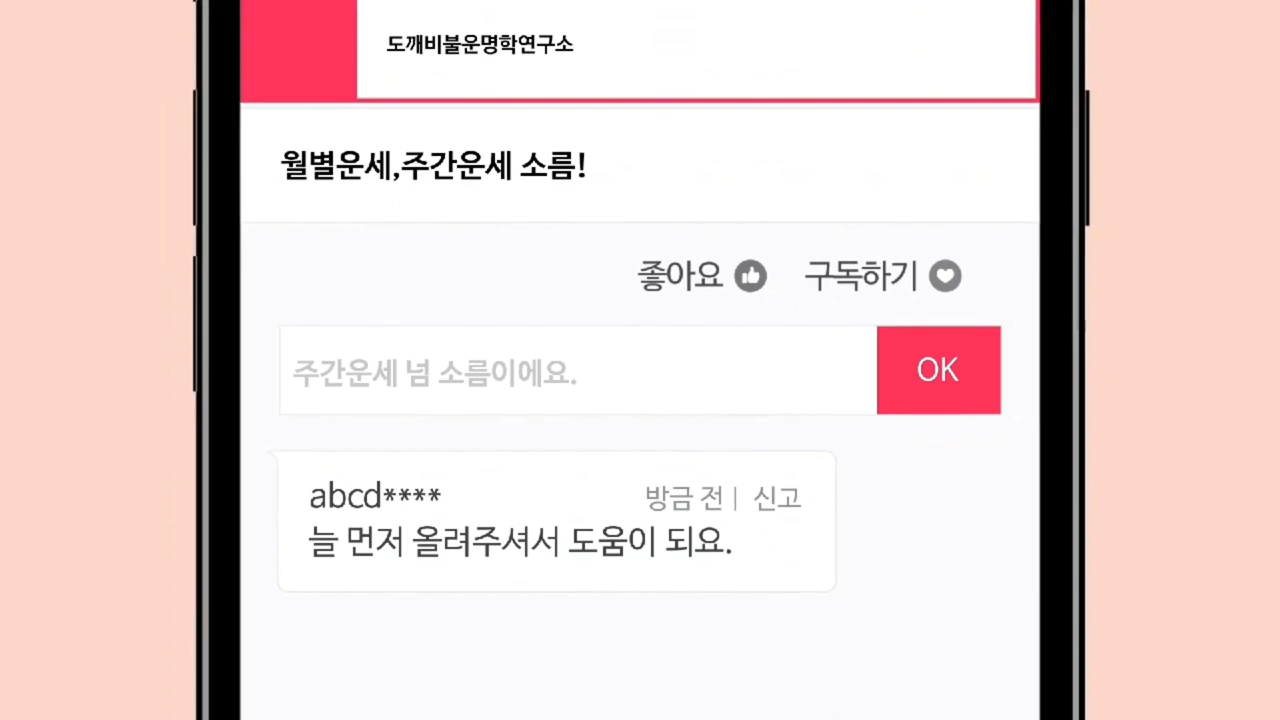 도깨비불운명학연구소
월별운세,주간운세 소름!
좋아요 구독하기
주간운세 넘 소름이에요.
OK
abcd**** 방금 전 | 신고
늘 먼저 올려주셔서 도움이 되요.